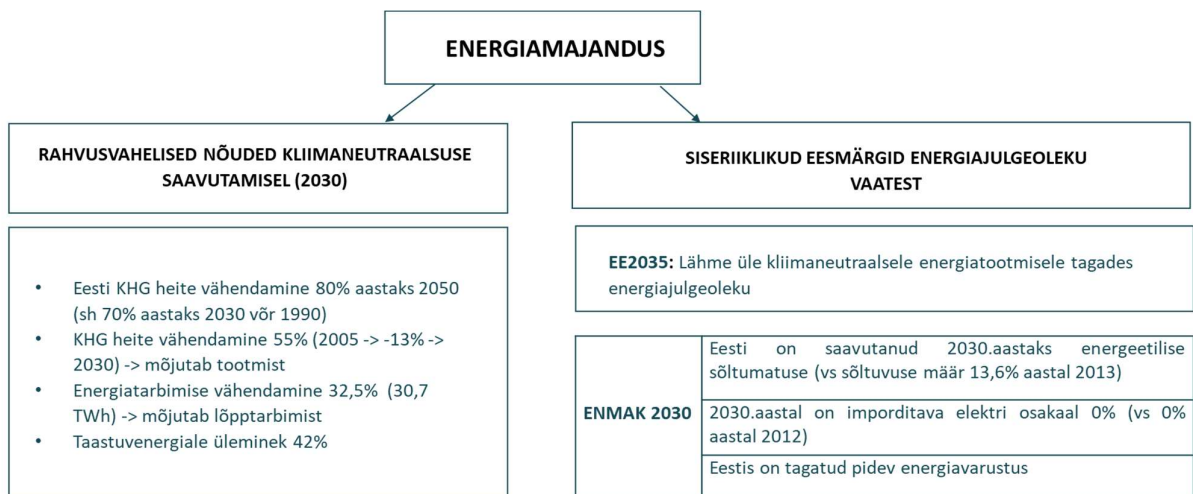 ENERGIAMAJANDUS
RAHVUSVAHELISED NÕUDED KLIIMANEUTRAALSUSE
SAAVUTAMISEL (2030)
• Eesti KHG heite vähendamine 80% aastaks 2050
(sh 70% aastaks 2030 võr 1990)
• KHG heite vähendamine 55% (2005 -> -13% ->
2030) -> mõjutab tootmist
• Energiatarbimise vähendamine 32,5% (30,7
TWh) -> mõjutab lõpptarbimist
• Taastuvenergiale üleminek 42%
SISERIIKLIKUD EESMÄRGID ENERGIAJULGEOLEKU
VAATEST
EE2035: Lähme üle kliimaneutraalsele energiatootmisele tagades
energiajulgeoleku
ENMAK 2030
Eesti on saavutanud 2030.aastaks energeetilise
sõltumatuse (vs sõltuvuse määr 13,6% aastal 2013)
2030.aastal on imporditava elektri osakaal 0% (vs 0%
aastal 2012)
Eestis on tagatud pidev energiavarustus